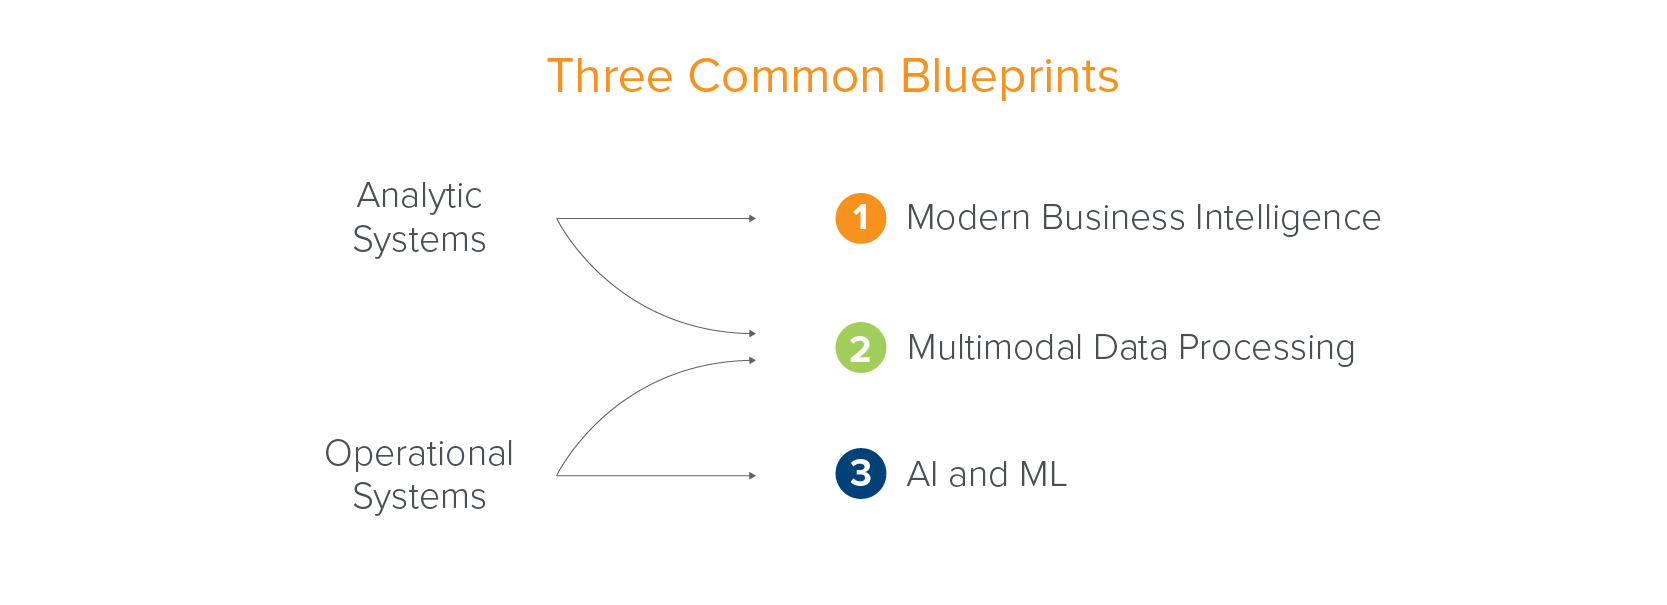 Three Common Blueprints
Analytic
Systems
1 Modern Business Intelligence
2 Multimodal Data Processing
Operational
Systems
3 AI and ML